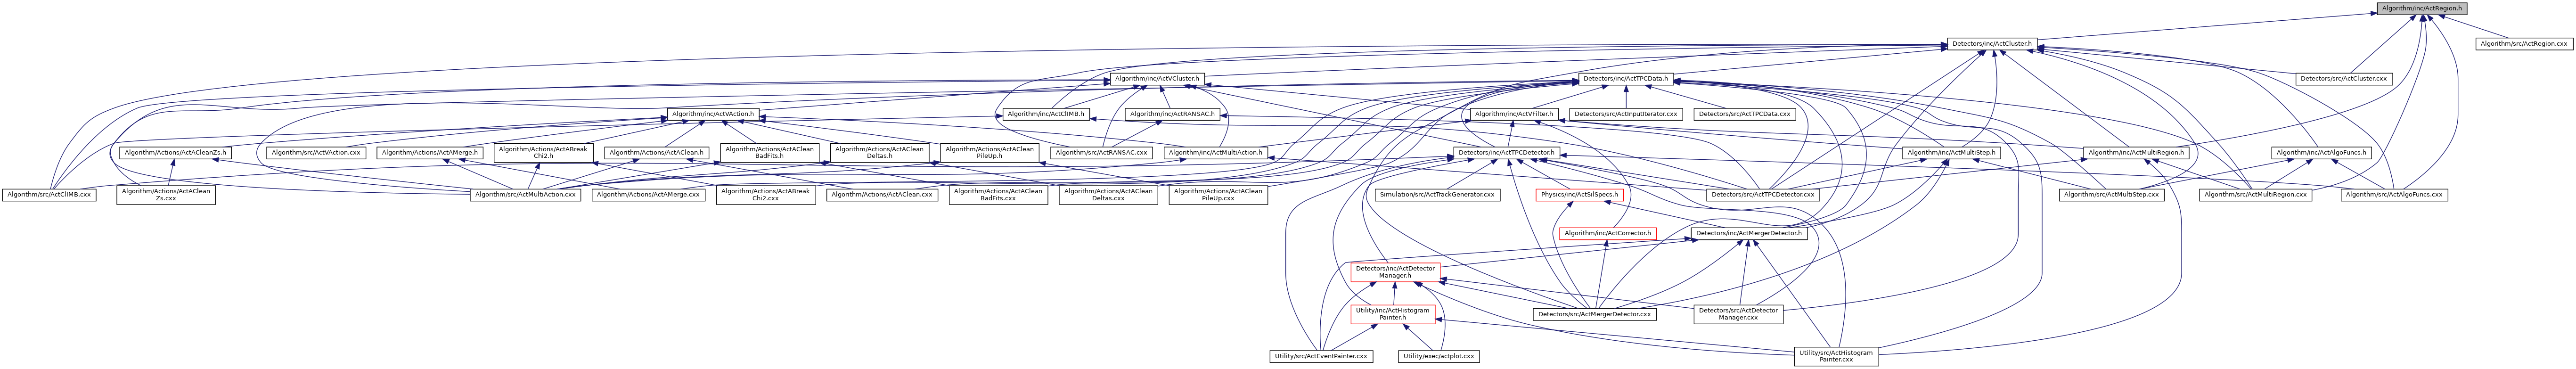 Algorithm/inc/ActRegion.h
Detectors/inc/ActCluster.h
Algorithm/src/ActRegion.cxx
Algorithm/inc/ActVCluster.h
Detectors/inc/ActTPCData.h
Detectors/src/ActCluster.cxx
Algorithm/inc/ActVAction.h
Algorithm/inc/ActCliMB.h
Algorithm/inc/ActRANSAC.h
Algorithm/inc/ActVFilter.h
Detectors/src/ActInputIterator.cxx
Detectors/src/ActTPCData.cxx
Algorithm/Actions/ActACleanZs.h
Algorithm/src/ActVAction.cxx
Algorithm/Actions/ActAMerge.h
Algorithm/Actions/ActABreak
Chi2.h
Algorithm/Actions/ActAClean.h
Algorithm/Actions/ActAClean
BadFits.h
Algorithm/Actions/ActAClean
Deltas.h
Algorithm/Actions/ActAClean
PileUp.h
Algorithm/src/ActRANSAC.cxx
Algorithm/inc/ActMultiAction.h
Detectors/inc/ActTPCDetector.h
Algorithm/inc/ActMultiStep.h
Algorithm/inc/ActMultiRegion.h
Algorithm/inc/ActAlgoFuncs.h
Algorithm/src/ActCliMB.cxx
Algorithm/Actions/ActAClean
Zs.cxx
Algorithm/src/ActMultiAction.cxx
Algorithm/Actions/ActAMerge.cxx
Algorithm/Actions/ActABreak
Chi2.cxx
Algorithm/Actions/ActAClean.cxx
Algorithm/Actions/ActAClean
BadFits.cxx
Algorithm/Actions/ActAClean
Deltas.cxx
Algorithm/Actions/ActAClean
PileUp.cxx
Simulation/src/ActTrackGenerator.cxx
Physics/inc/ActSilSpecs.h
Detectors/src/ActTPCDetector.cxx
Algorithm/src/ActMultiStep.cxx
Algorithm/src/ActMultiRegion.cxx
Algorithm/src/ActAlgoFuncs.cxx
Algorithm/inc/ActCorrector.h
Detectors/inc/ActMergerDetector.h
Detectors/inc/ActDetector
Manager.h
Utility/inc/ActHistogram
Painter.h
Detectors/src/ActMergerDetector.cxx
Detectors/src/ActDetector
Manager.cxx
Utility/src/ActEventPainter.cxx
Utility/exec/actplot.cxx
Utility/src/ActHistogram
Painter.cxx